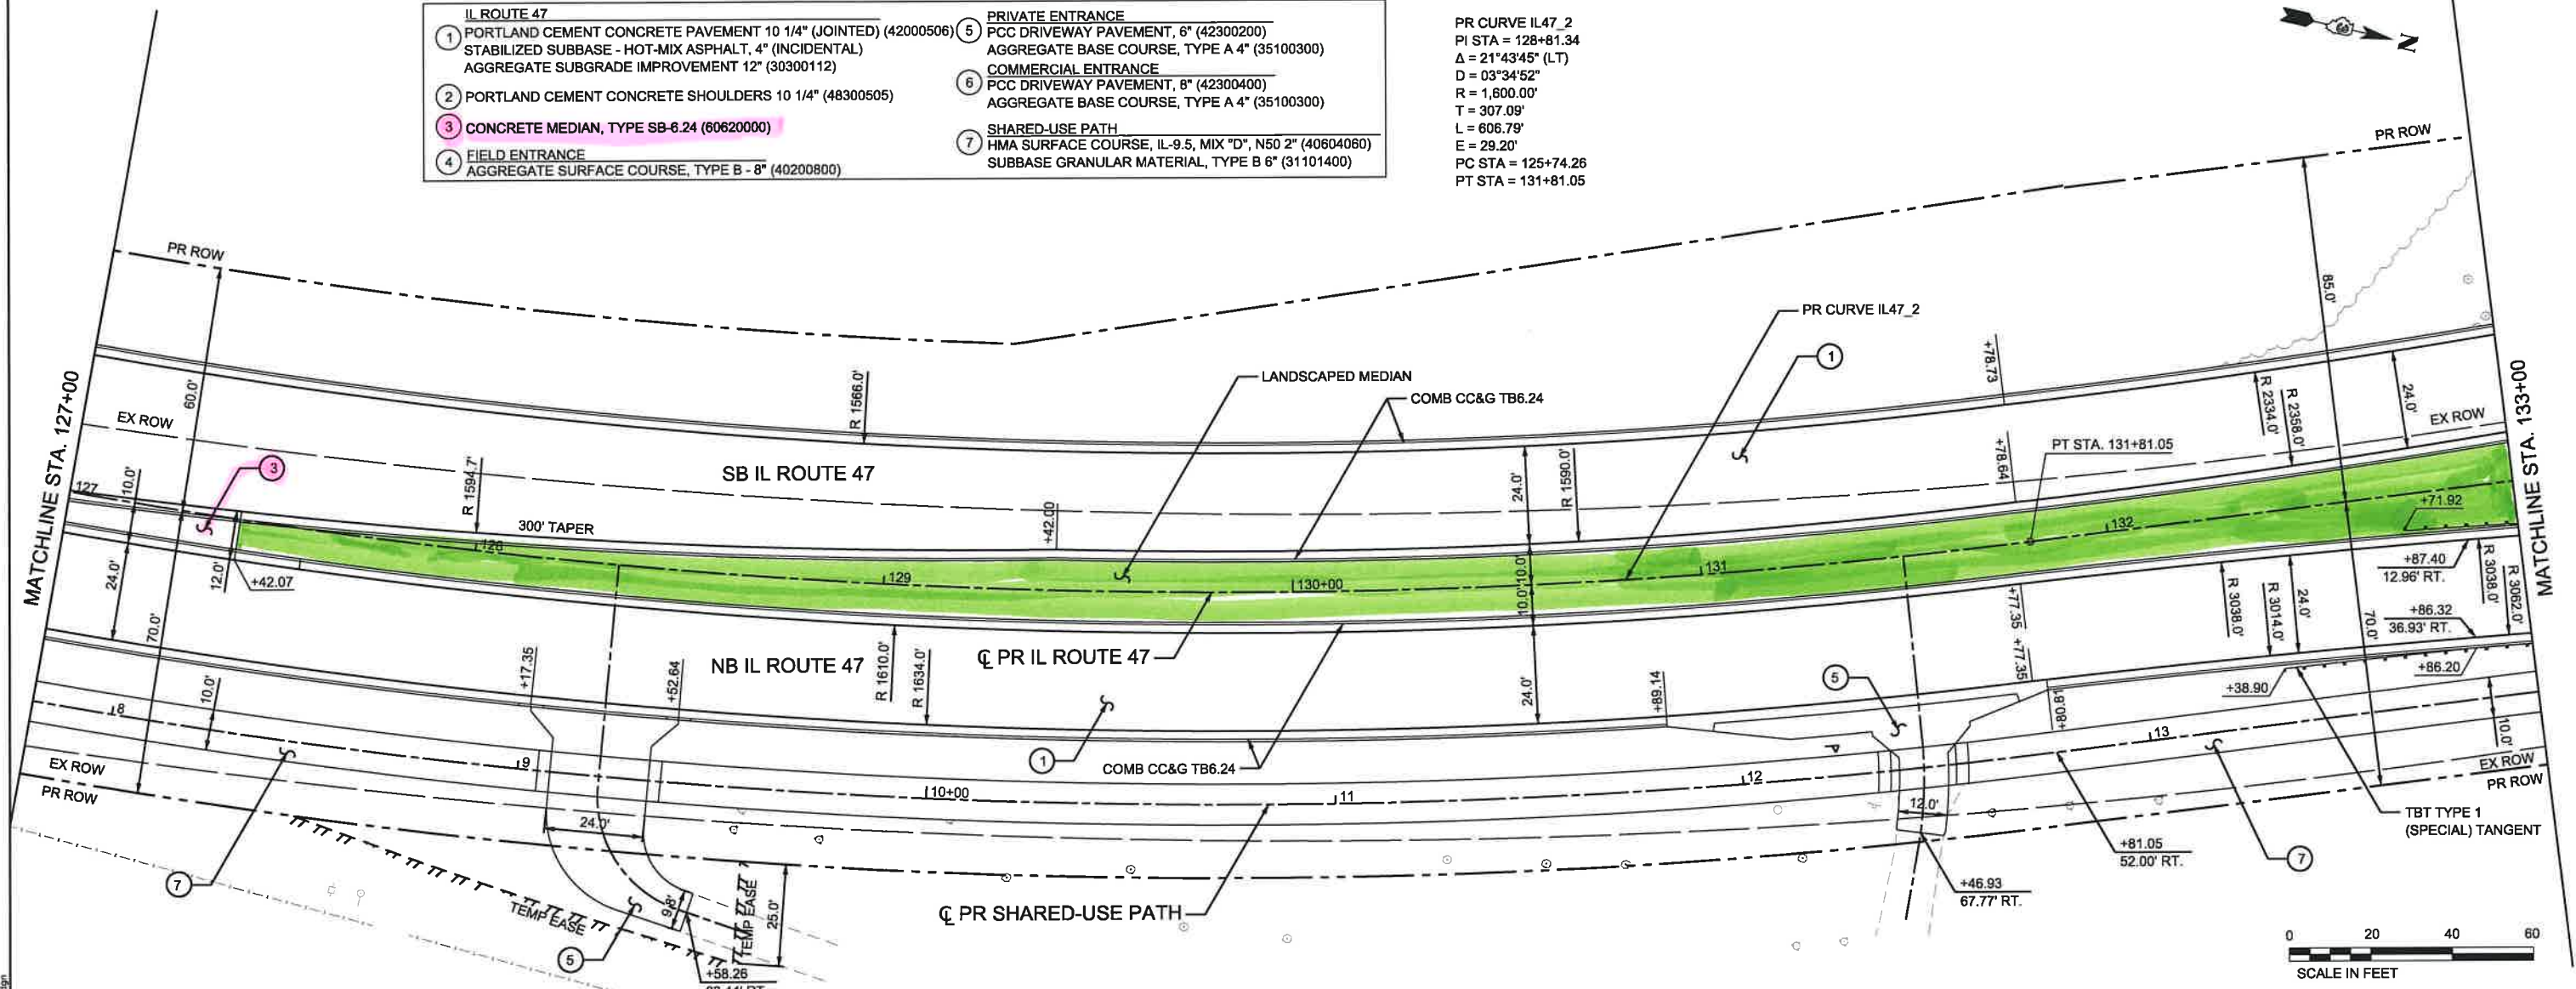 IL ROUTE 47
1 PORTLAND CEMENT CONCRETE PAVEMENT 10 1/4" (JOINTED) (42000506)
STABILIZED SUBBASE - HOT-MIX ASPHALT, 4" (INCIDENTAL)
AGGREGATE SUBGRADE IMPROVEMENT 12" (30300112)
2 PORTLAND CEMENT CONCRETE SHOULDERS 10 1/4" (48300505)
3 CONCRETE MEDIAN, TYPE SB-6.24 (60620000)
4 FIELD ENTRANCE
AGGREGATE SURFACE COURSE, TYPE B - 8" (40200800)
PRIVATE ENTRANCE
5 PCC DRIVEWAY PAVEMENT, 6" (42300200)
AGGREGATE BASE COURSE, TYPE A 4" (35100300)
COMMERCIAL ENTRANCE
6 PCC DRIVEWAY PAVEMENT, 8" (42300400)
AGGREGATE BASE COURSE, TYPE A 4" (35100300)
SHARED-USE PATH
7 HMA SURFACE COURSE, IL-9.5, MIX "D", N50 2" (40604060)
SUBBASE GRANULAR MATERIAL, TYPE B 6" (31101400)
PR CURVE IL47_2
PI STA = 128+81.34
Δ = 21°43'45" (LT)
D = 03°34'52"
R = 1,600.00'
T = 307.09'
L = 606.79'
E = 29.20'
PC STA = 125+74.26
PT STA = 131+81.05
N
PR ROW
PR ROW
85.0'
PR CURVE IL47_2
1
LANDSCAPED MEDIAN
COMB CC&G TB6.24
+78.73
R 2334.0'
R 2358.0'
24.0'
EX ROW
MATCHLINE STA. 127+00
MATCHLINE STA. 133+00
60.0'
EX ROW
R 1566.0'
3
SB IL ROUTE 47
R 1594.7'
300' TAPER
+42.00
24.0'
R 1590.0'
+78.64
PT STA. 131+81.05
127
10.0'
128
129
130+00
131
132
+71.92
10.0'
10.0'
24.0'
12.0'
+42.07
70.0'
+87.40
12.96' RT.
R 3038.0'
R 3062.0'
R 3038.0'
R 3014.0'
24.0'
70.0'
+86.32
36.93' RT.
+86.20
+38.90
+17.35
+52.64
NB IL ROUTE 47
R 1610.0'
R 1634.0'
℄ PR IL ROUTE 47
24.0'
+89.14
5
+77.35
+77.35
+80.81
10.0'
8
9
10+00
11
12
13
10.0'
1
COMB CC&G TB6.24
P
EX ROW
PR ROW
EX ROW
PR ROW
24.0'
12.0'
TBT TYPE 1
(SPECIAL) TANGENT
+81.05
52.00' RT.
7
7
+46.93
67.77' RT.
℄ PR SHARED-USE PATH
TEMP EASE
9.8'
TEMP EASE
25.0'
5
+58.26
0 20 40 60
SCALE IN FEET